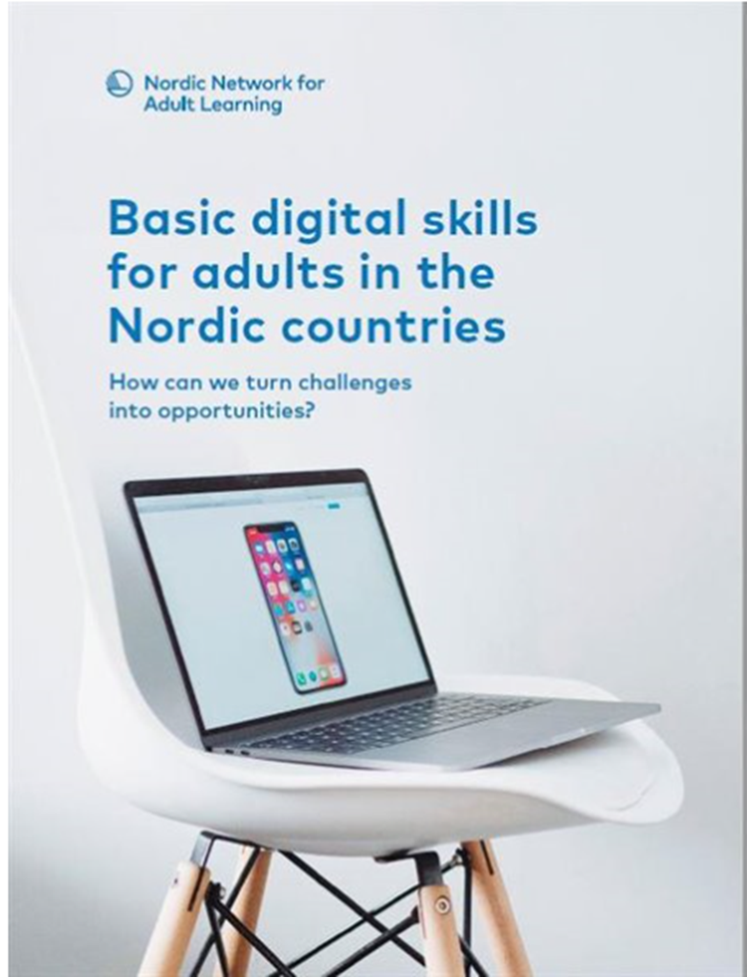 Nordic Network for
Adult Learning
Basic digital skills
for adults in the
Nordic countries
How can we turn challenges
into opportunities?